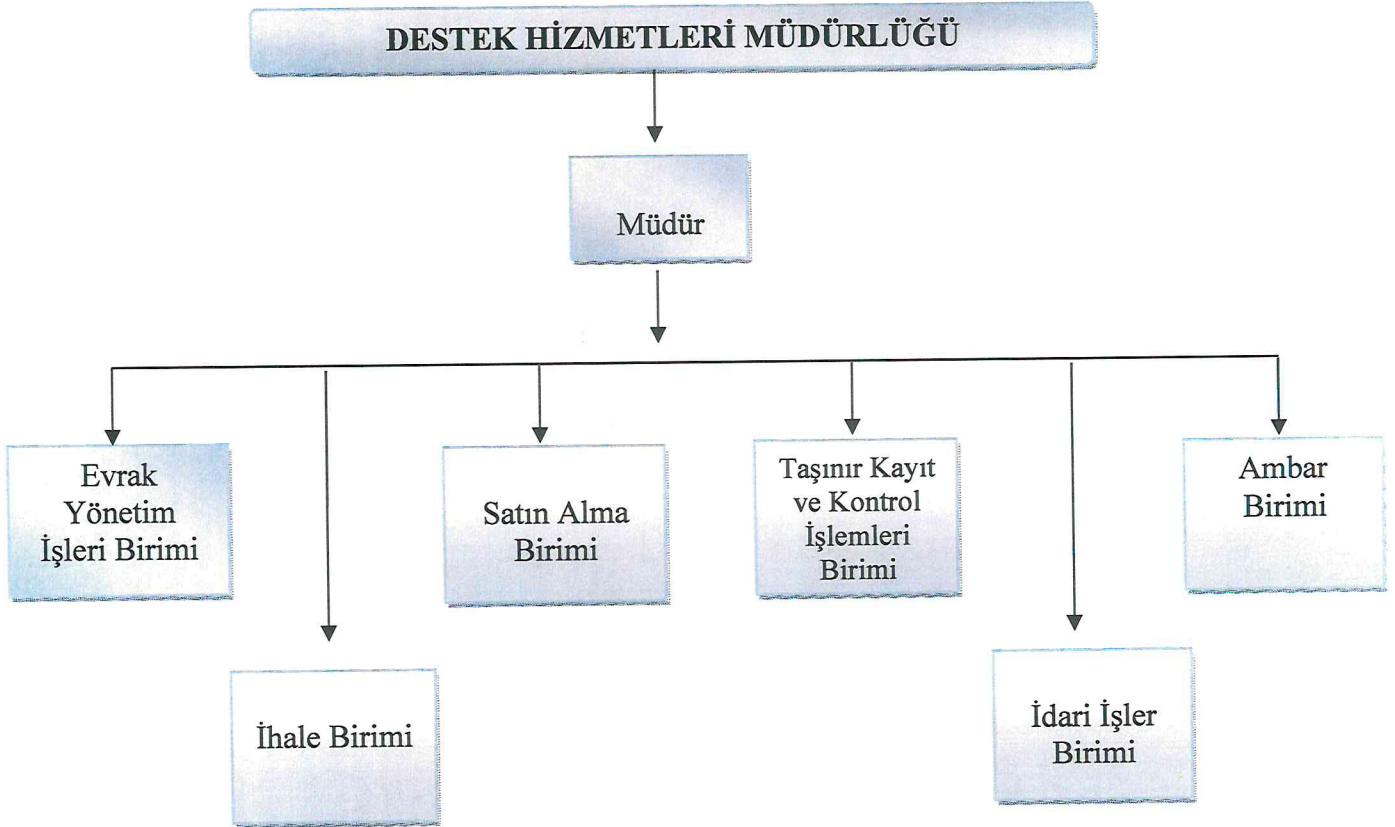 DESTEK HİZMETLERİ MÜDÜRLÜĞÜ
Müdür
Evrak
Yönetim
İşleri Birimi
Satın Alma
Birimi
Taşınır Kayıt
ve Kontrol
İşlemleri
Birimi
Ambar
Birimi
İhale Birimi
İdari İşler
Birimi